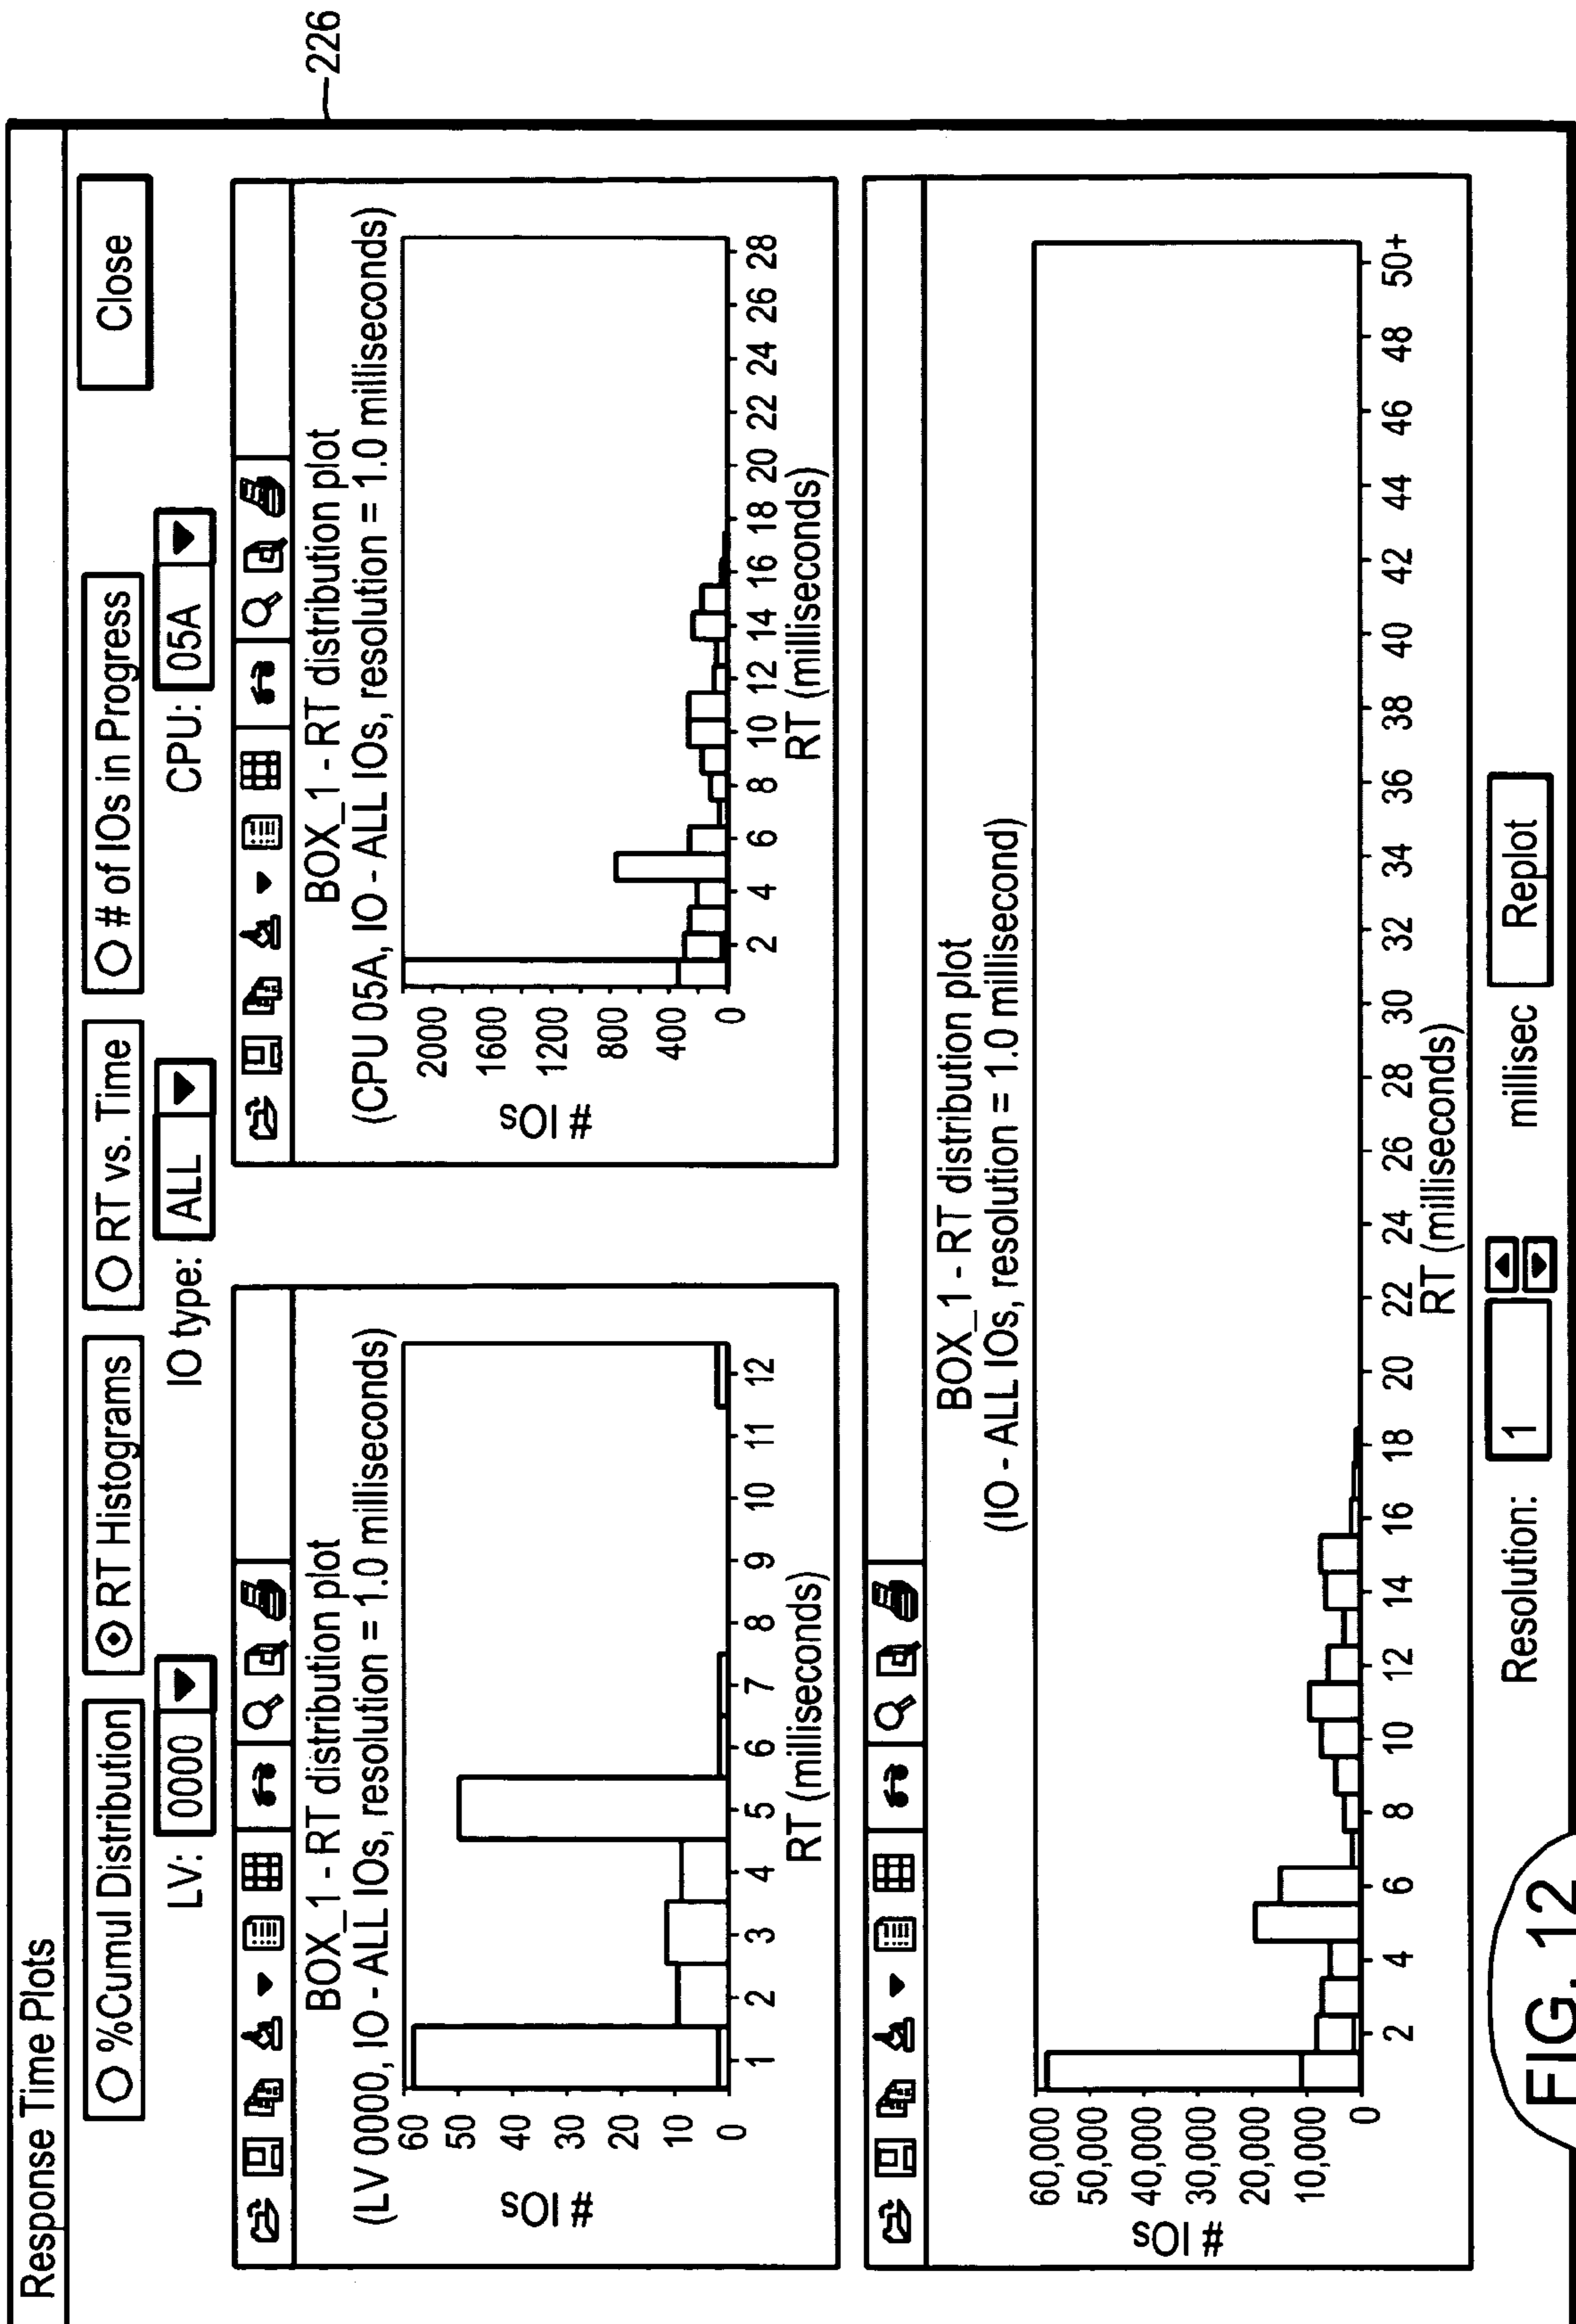 Response Time Plots
%Cumul Distribution
RT Histograms
RT vs. Time
# of IOs in Progress
Close
LV: 0000
IO type: ALL
CPU: 05A
BOX_1 - RT distribution plot
(LV 0000, IO - ALL IOs, resolution = 1.0 milliseconds)
# IOs
60
50
40
30
20
10
0
1 2 3 4 5 6 7 8 9 10 11 12
RT (milliseconds)
BOX_1 - RT distribution plot
(CPU 05A, IO - ALL IOs, resolution = 1.0 milliseconds)
# IOs
2000
1600
1200
800
400
0
2 4 6 8 10 12 14 16 18 20 22 24 26 28
RT (milliseconds)
BOX_1 - RT distribution plot
(IO - ALL IOs, resolution = 1.0 millisecond)
# IOs
60,000
50,000
40,000
30,000
20,000
10,000
0
2 4 6 8 10 12 14 16 18 20 22 24 26 28 30 32 34 36 38 40 42 44 46 48 50+
RT (milliseconds)
Resolution: 1 millisec
Replot
226
FIG. 12